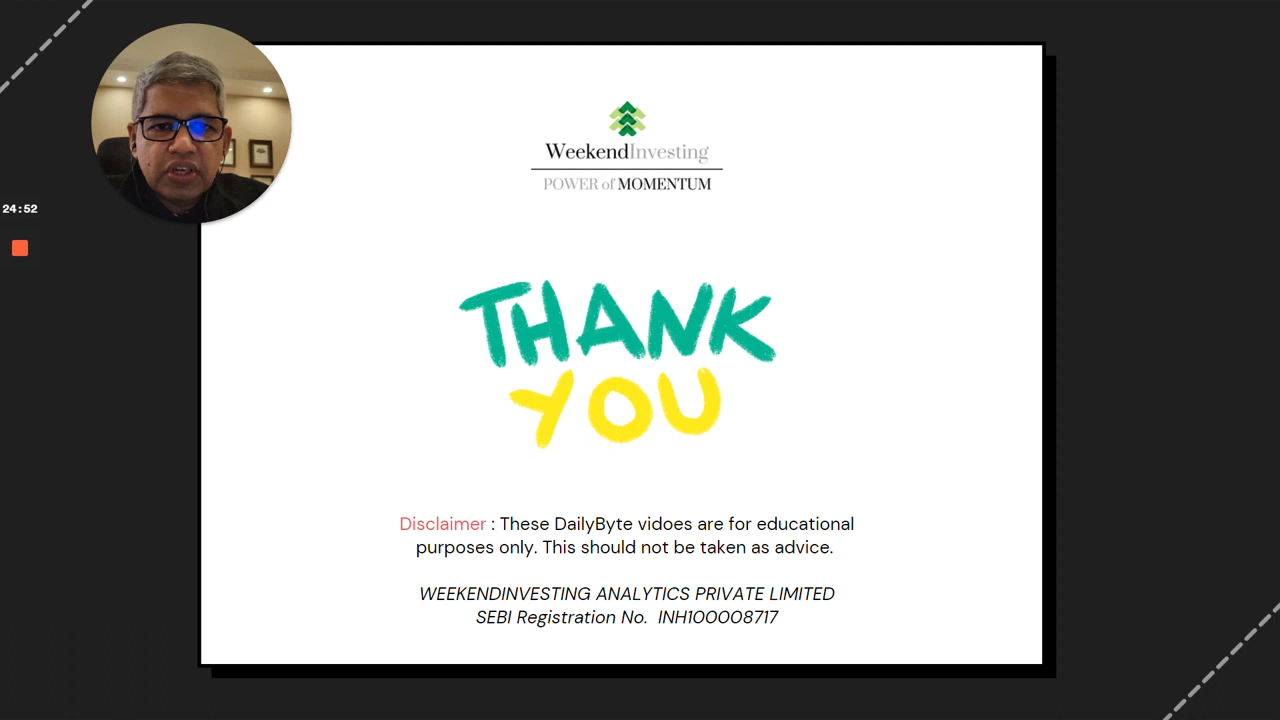 WeekendInvesting
POWER of MOMENTUM
24:52
THANK
YOU
Disclaimer : These DailyByte vidoes are for educational
purposes only. This should not be taken as advice.
WEEKENDINVESTING ANALYTICS PRIVATE LIMITED
SEBI Registration No. INH100008717